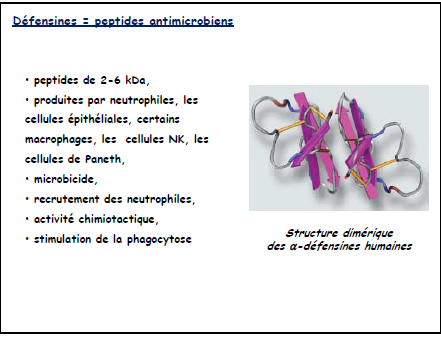 Défensines = peptides antimicrobiens
• peptides de 2-6 kDa,
• produites par neutrophiles, les
cellules épithéliales, certains
macrophages, les cellules NK, les
cellules de Paneth,
• microbicide,
• recrutement des neutrophiles,
• activité chimiotactique,
• stimulation de la phagocytose
Structure dimérique
des α-défensines humaines